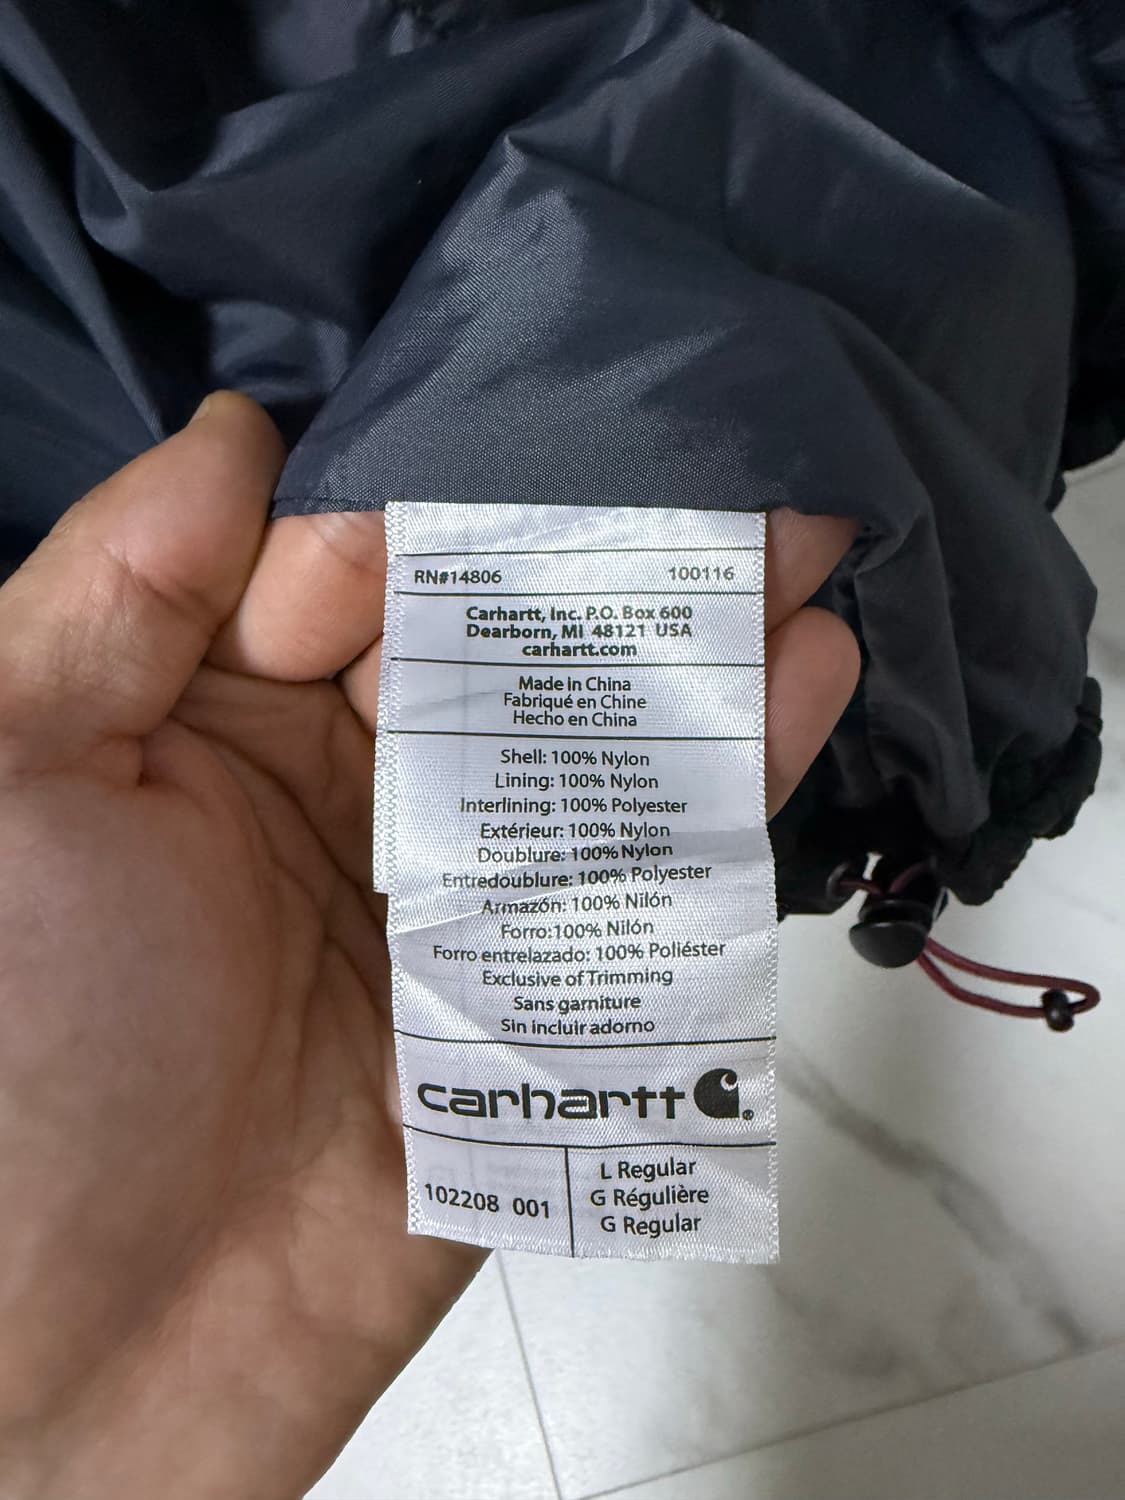 RN#14806 100116
Carhartt, Inc. P.O. Box 600
Dearborn, MI 48121 USA
carhartt.com
Made in China
Fabriqué en Chine
Hecho en China
Shell: 100% Nylon
Lining: 100% Nylon
Interlining: 100% Polyester
Extérieur: 100% Nylon
Doublure: 100% Nylon
Entredoublure: 100% Polyester
Armazón: 100% Nilón
Forro:100% Nilón
Forro entrelazado: 100% Poliéster
Exclusive of Trimming
Sans garniture
Sin incluir adorno
carhartt ®
102208 001
L Regular
G Régulière
G Regular